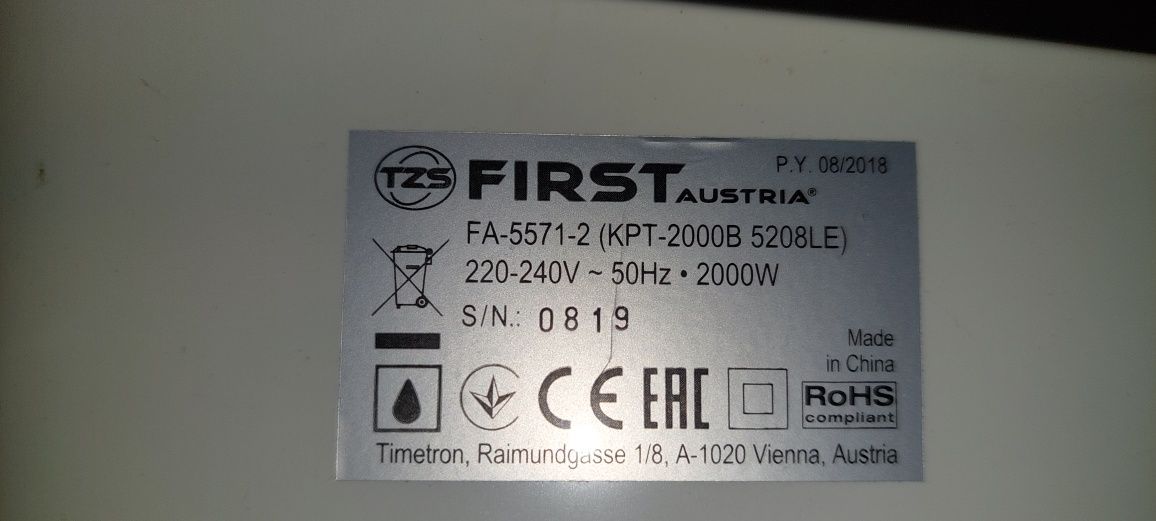 TZS FIRST AUSTRIA®
P.Y. 08/2018
FA-5571-2 (KPT-2000B 5208LE)
220-240V ~ 50Hz • 2000W
S/N.: 0819
Made
in China
CE EAC RoHS
compliant
Timetron, Raimundgasse 1/8, A-1020 Vienna, Austria